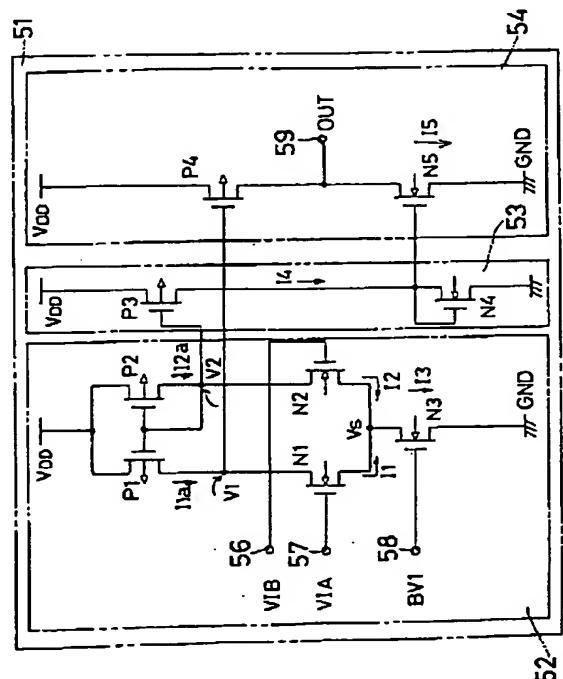 51
54
VDD
P4
59
OUT
N5
I5
GND
53
VDD
P3
I4
N4
VDD
P1
P2
I1a
I2a
V1
V2
N1
N2
Vs
I1
I2
I3
N3
GND
56
VIB
57
VIA
58
BV1
52